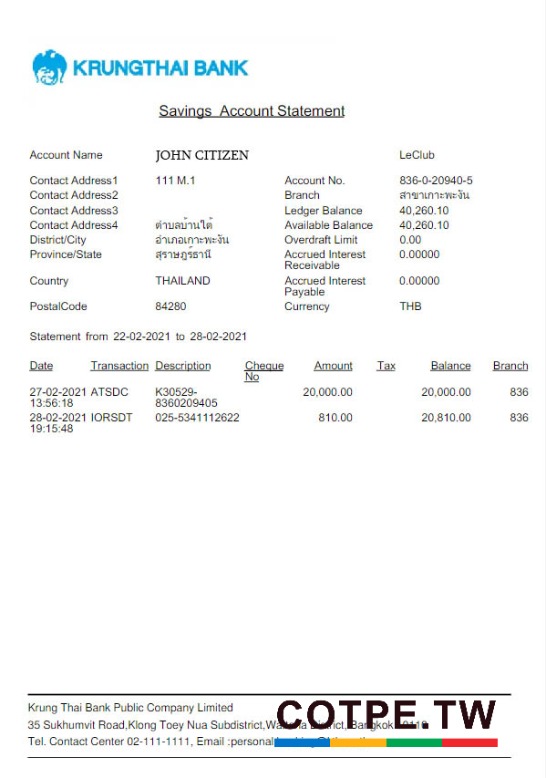 KRUNGTHAI BANK
Savings Account Statement
Account Name JOHN CITIZEN LeClub
Contact Address1 111 M.1 Account No. 836-0-20940-5
Contact Address2 Branch สาขาเกาะพะงัน
Contact Address3 Ledger Balance 40,260.10
Contact Address4 ตำบลบ้านใต้ Available Balance 40,260.10
District/City อำเภอเกาะพะงัน Overdraft Limit 0.00
Province/State สุราษฎร์ธานี Accrued Interest Receivable 0.00000
Country THAILAND Accrued Interest Payable 0.00000
PostalCode 84280 Currency THB
Statement from 22-02-2021 to 28-02-2021
Date Transaction Description Cheque No Amount Tax Balance Branch
27-02-2021 ATSDC K30529- 20,000.00 20,000.00 836
13:56:18 8360209405
28-02-2021 IORSDT 025-5341112622 810.00 20,810.00 836
19:15:48
Krung Thai Bank Public Company Limited
35 Sukhumvit Road,Klong Toey Nua Subdistrict, Bangkok
Tel. Contact Center 02-111-1111, Email :personal
COTPE.TW